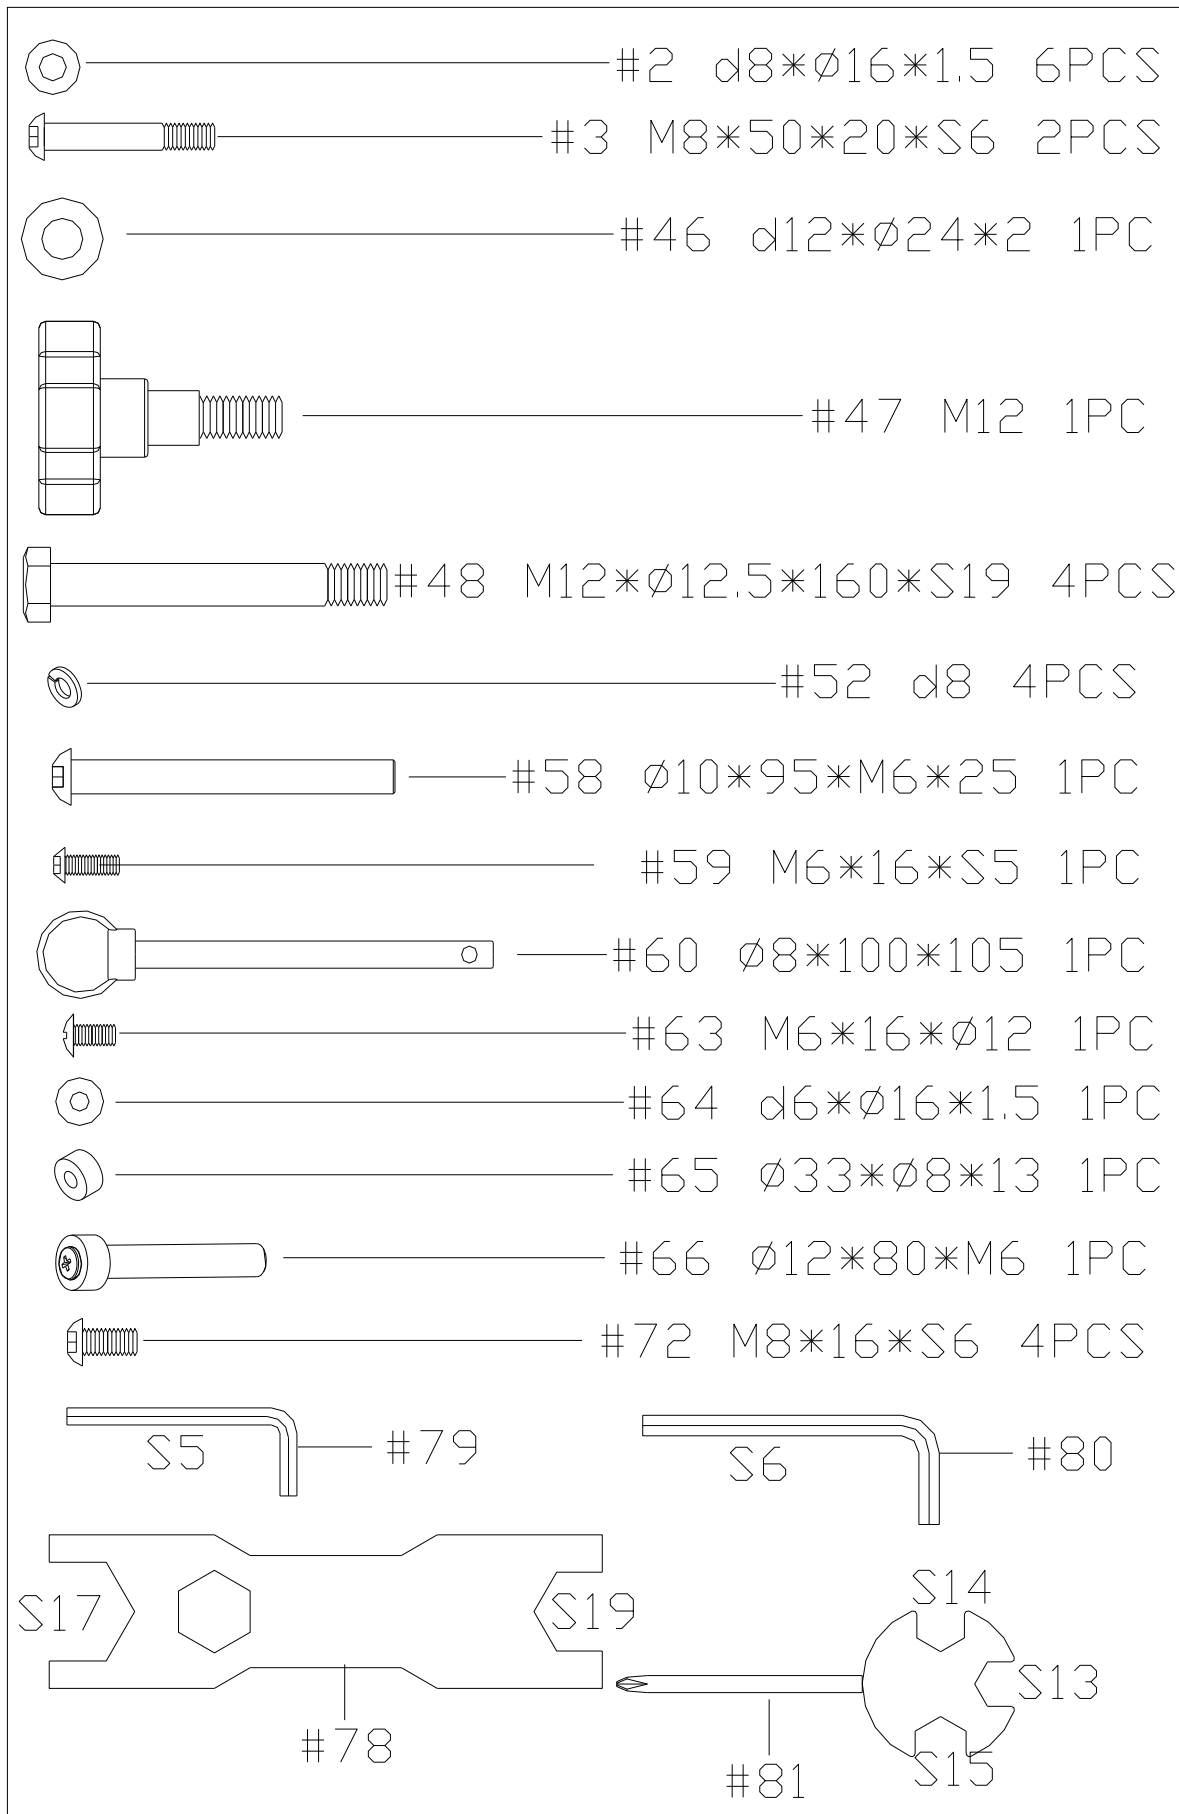 #2 d8*Ø16*1.5 6PCS
#3 M8*50*20*S6 2PCS
#46 d12*Ø24*2 1PC
#47 M12 1PC
#48 M12*Ø12.5*160*S19 4PCS
#52 d8 4PCS
#58 Ø10*95*M6*25 1PC
#59 M6*16*S5 1PC
#60 Ø8*100*105 1PC
#63 M6*16*Ø12 1PC
#64 d6*Ø16*1.5 1PC
#65 Ø33*Ø8*13 1PC
#66 Ø12*80*M6 1PC
#72 M8*16*S6 4PCS
S5 #79
S6 #80
S17
S19
#78
S14
S13
S15
#81